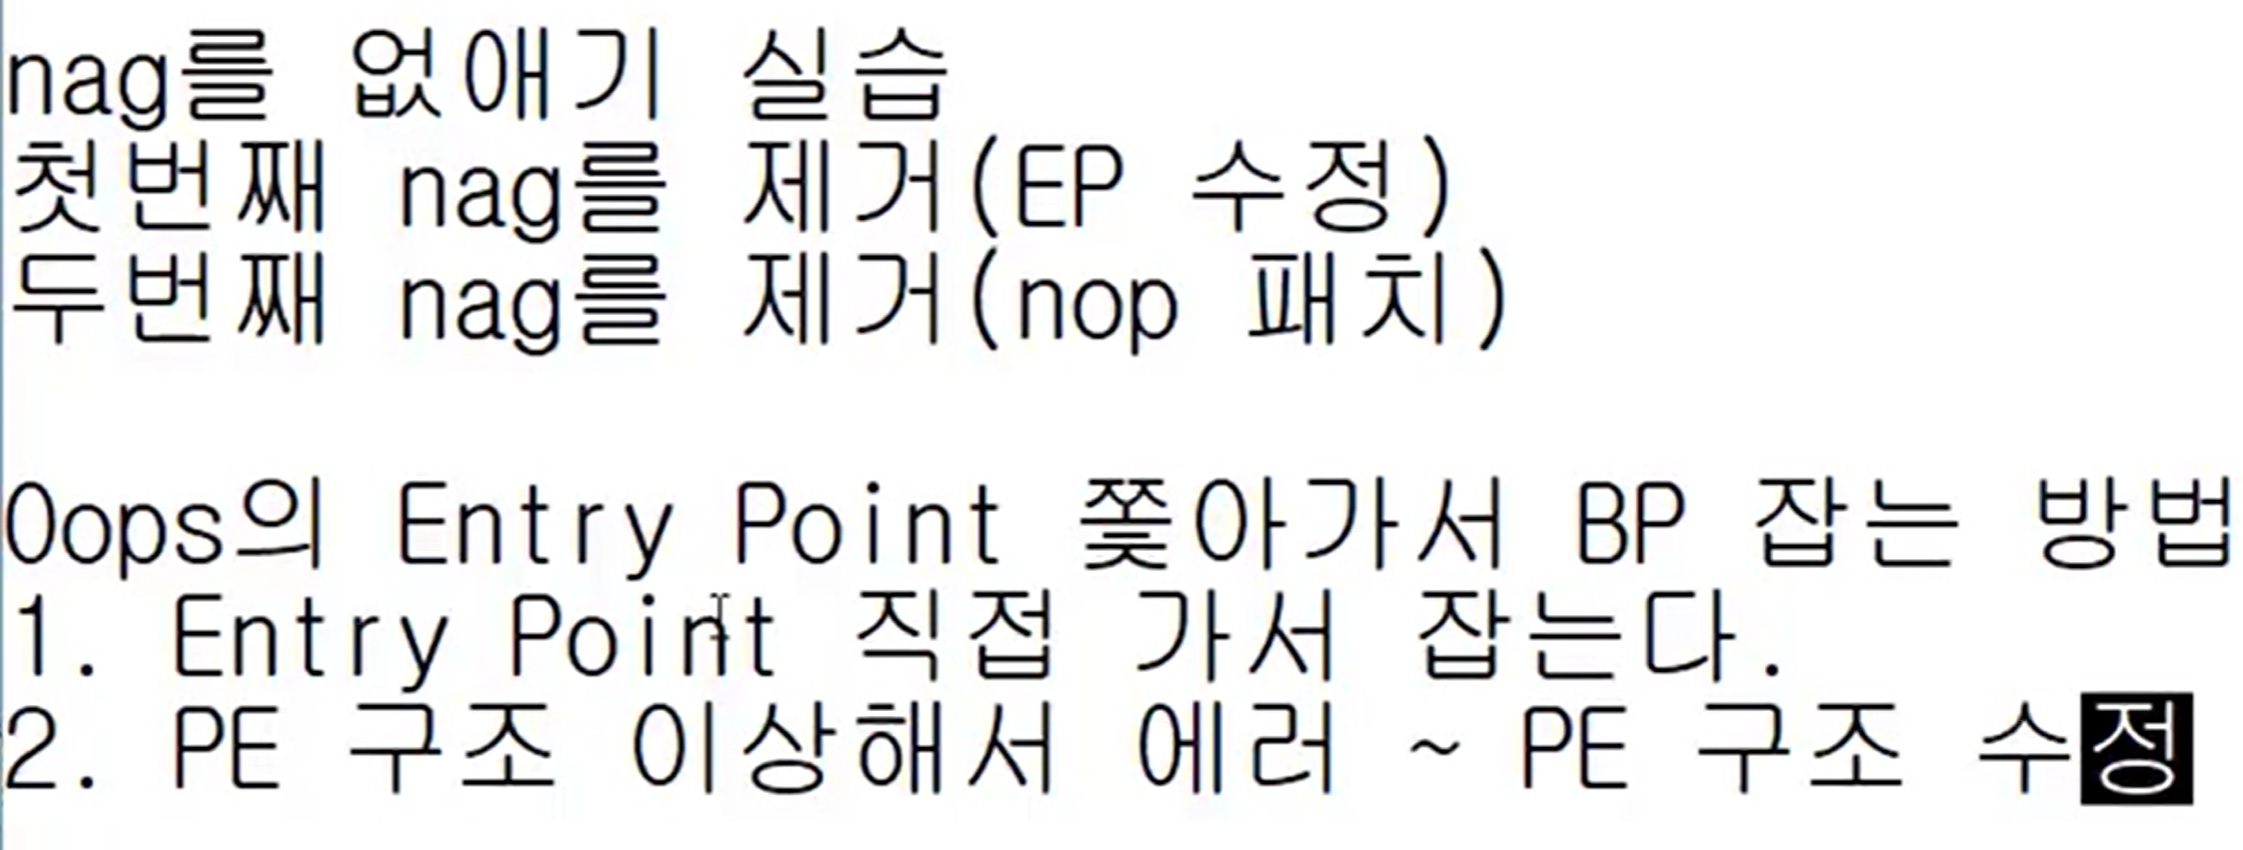 nag를 없애기 실습
첫번째 nag를 제거(EP 수정)
두번째 nag를 제거(nop 패치)
Oops의 Entry Point 쫓아가서 BP 잡는 방법
1. Entry Point 직접 가서 잡는다.
2. PE 구조 이상해서 에러 ~ PE 구조 수정